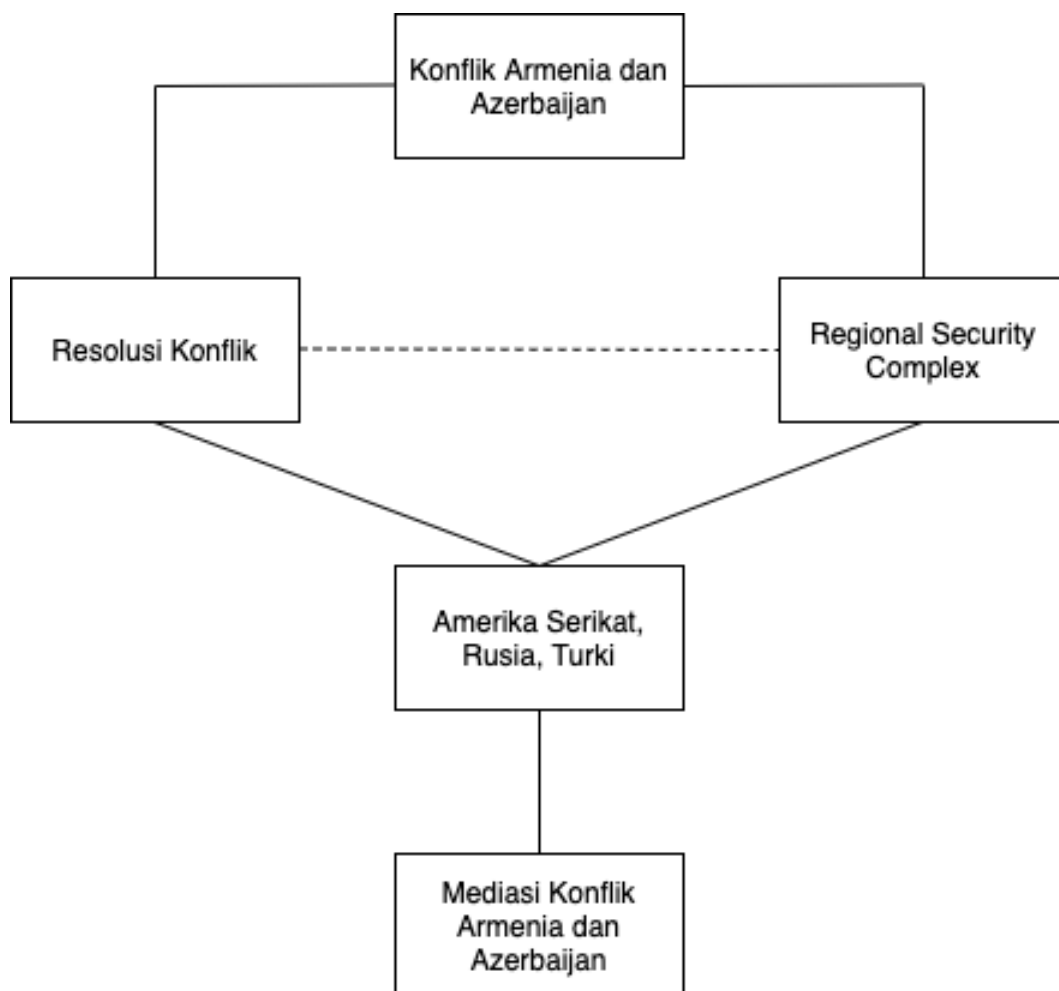 Konflik Armenia dan
Azerbaijan
Resolusi Konflik
Regional Security
Complex
Amerika Serikat,
Rusia, Turki
Mediasi Konflik
Armenia dan
Azerbaijan